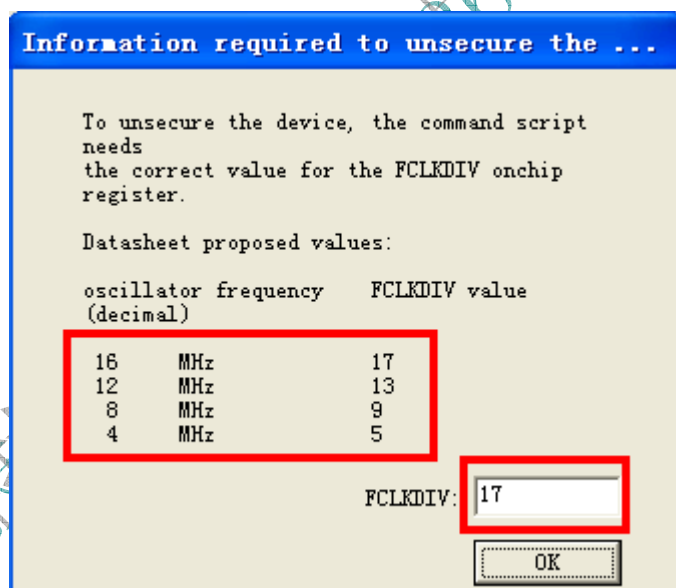 Information required to unsecure the ...
To unsecure the device, the command script
needs
the correct value for the FCLKDIV onchip
register.
Datasheet proposed values:
oscillator frequency FCLKDIV value
(decimal)
16 MHz 17
12 MHz 13
8 MHz 9
4 MHz 5
FCLKDIV: 17
OK